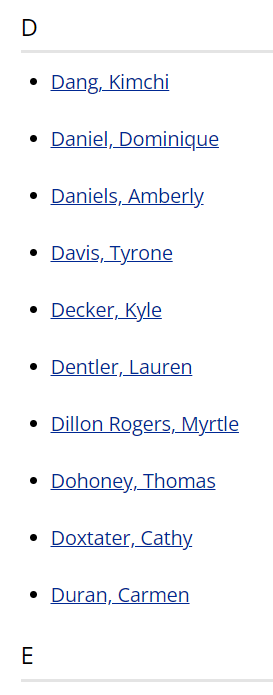 D
Dang, Kimchi
Daniel, Dominique
Daniels, Amberly
Davis, Tyrone
Decker, Kyle
Dentler, Lauren
Dillon Rogers, Myrtle
Dohoney, Thomas
Doxtater, Cathy
Duran, Carmen
E